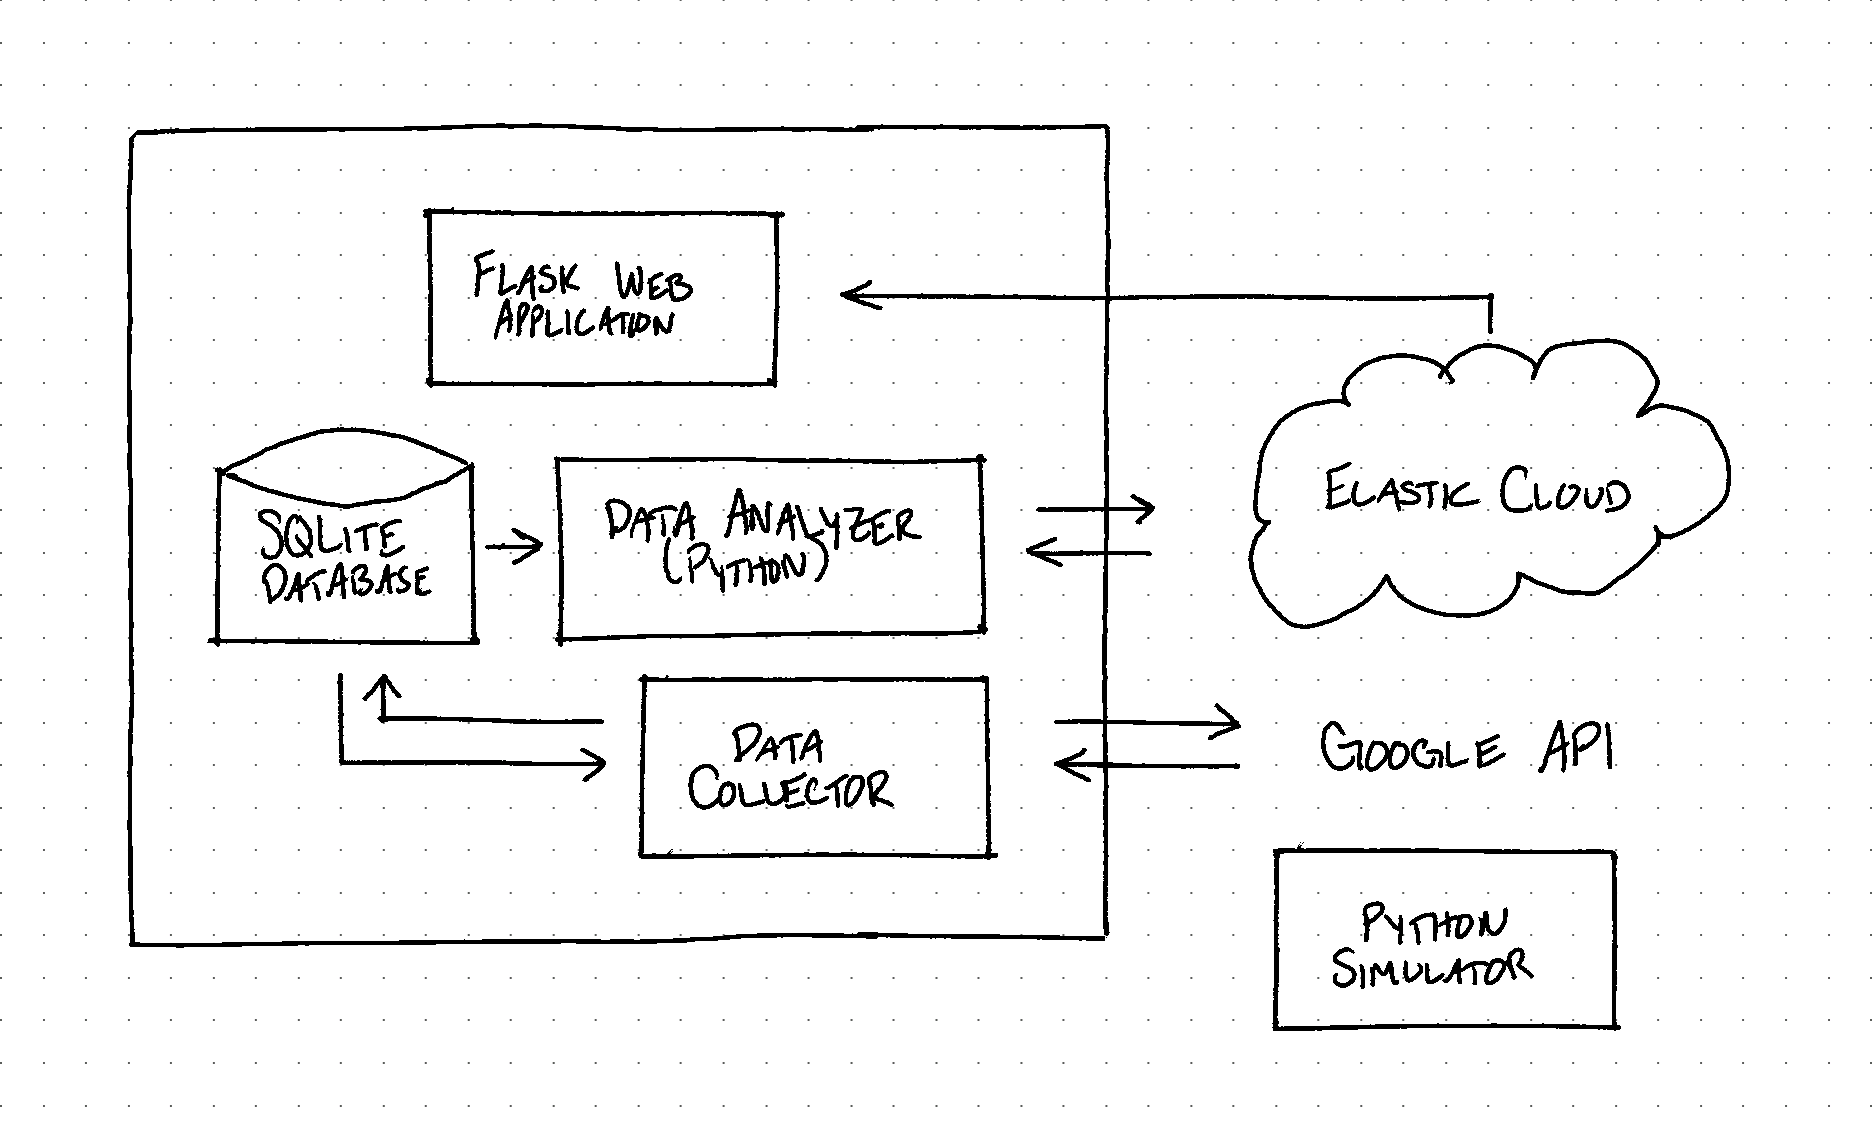 FLASK WEB
APPLICATION
SQLITE
DATABASE
DATA ANALYZER
(PYTHON)
ELASTIC CLOUD
DATA
COLLECTOR
GOOGLE API
PYTHON
SIMULATOR